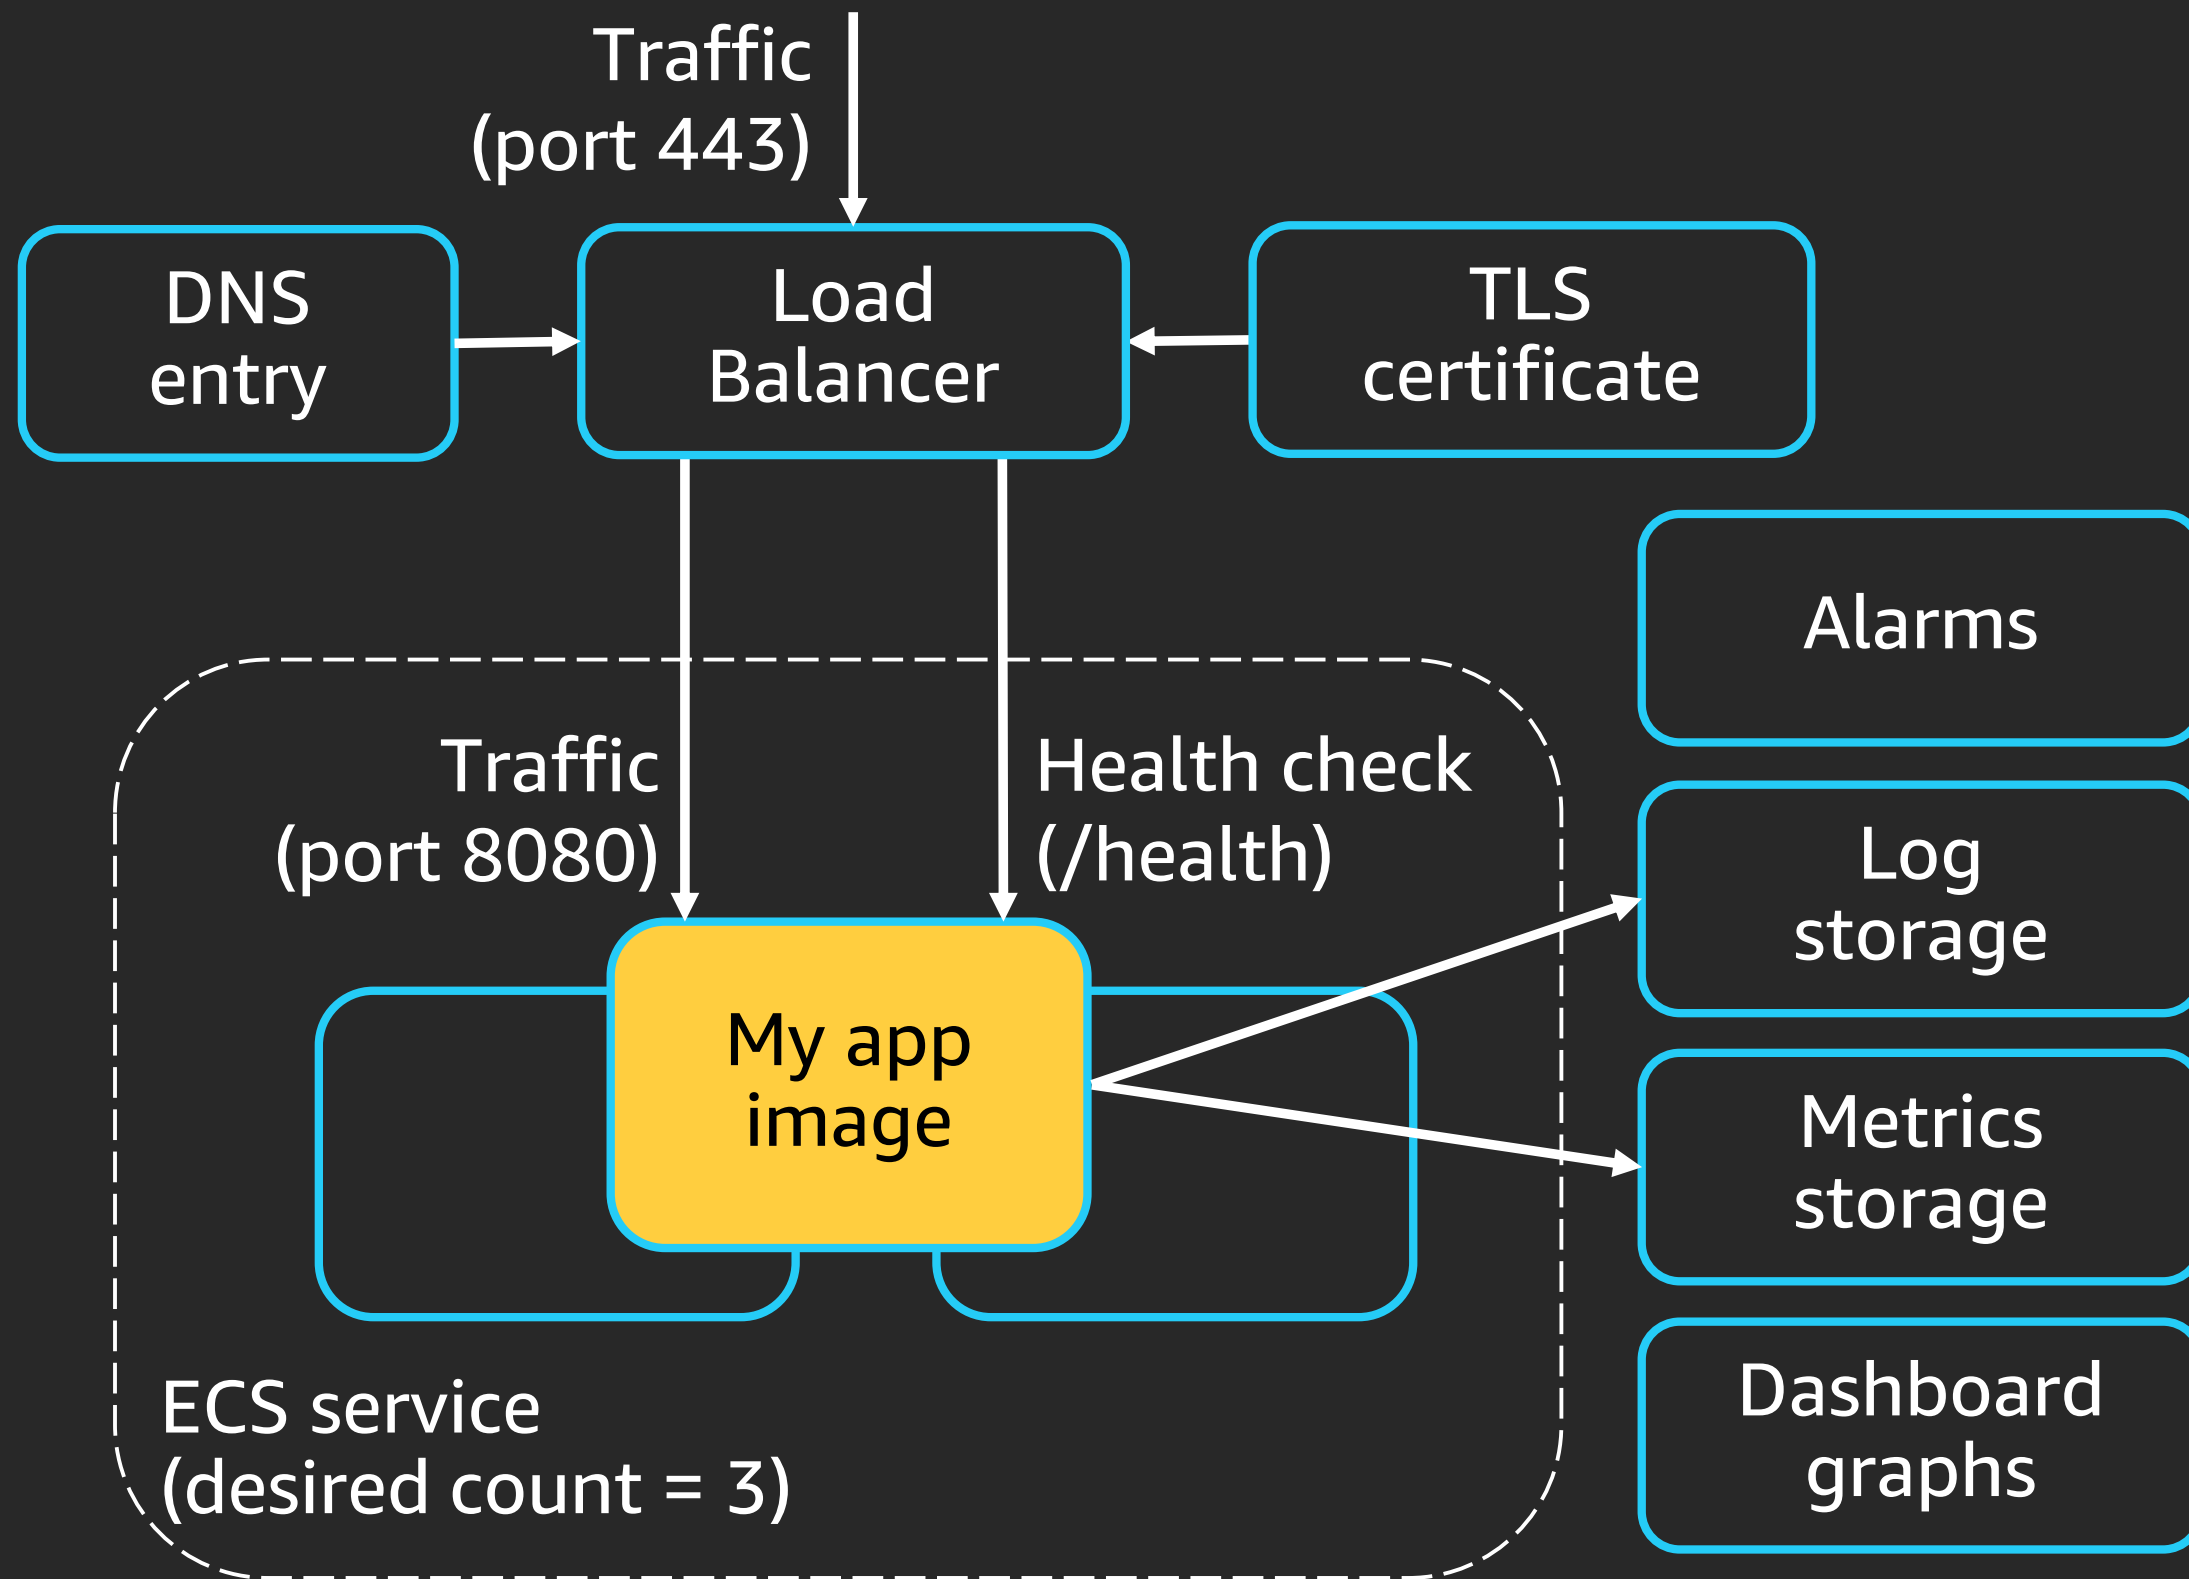 Traffic
(port 443)
DNS
entry
Load
Balancer
TLS
certificate
Alarms
Traffic
(port 8080)
Health check
(/health)
Log
storage
My app
image
Metrics
storage
ECS service
(desired count = 3)
Dashboard
graphs